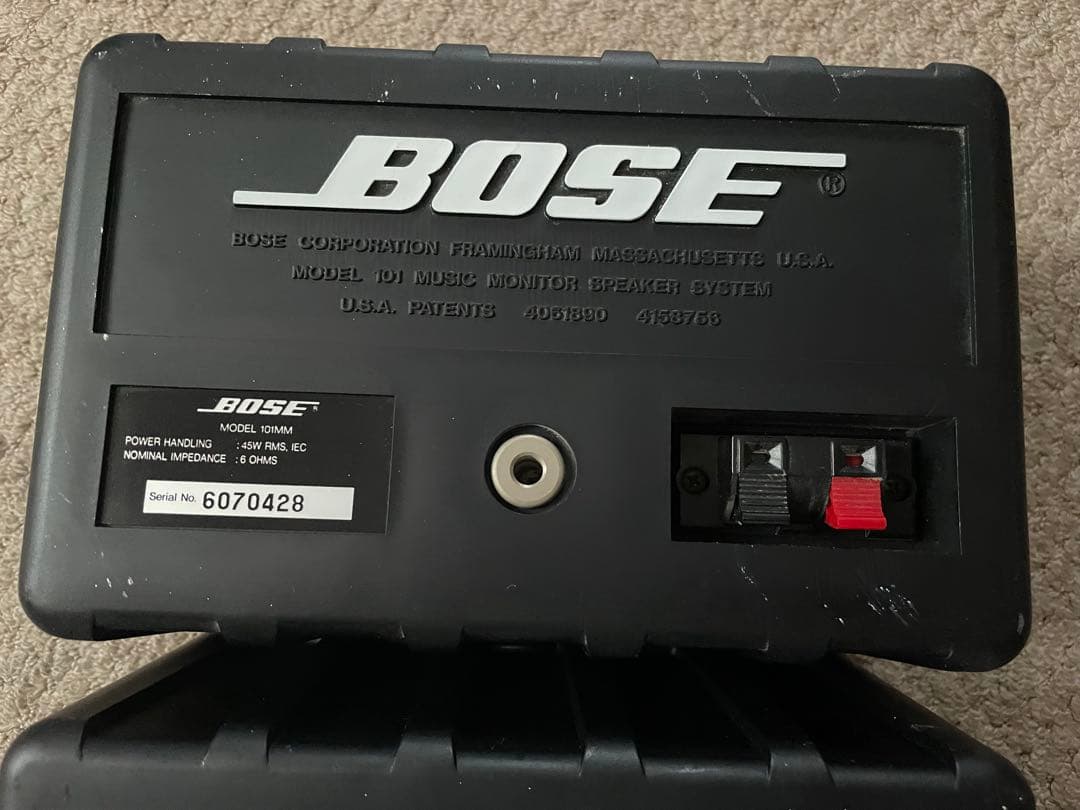 BOSE®
BOSE CORPORATION FRAMINGHAM MASSACHUSETTS U.S.A.
MODEL 101 MUSIC MONITOR SPEAKER SYSTEM
U.S.A. PATENTS 4061890 4158756
BOSE®
MODEL 101MM
POWER HANDLING : 45W RMS, IEC
NOMINAL IMPEDANCE : 6 OHMS
Serial No. 6070428